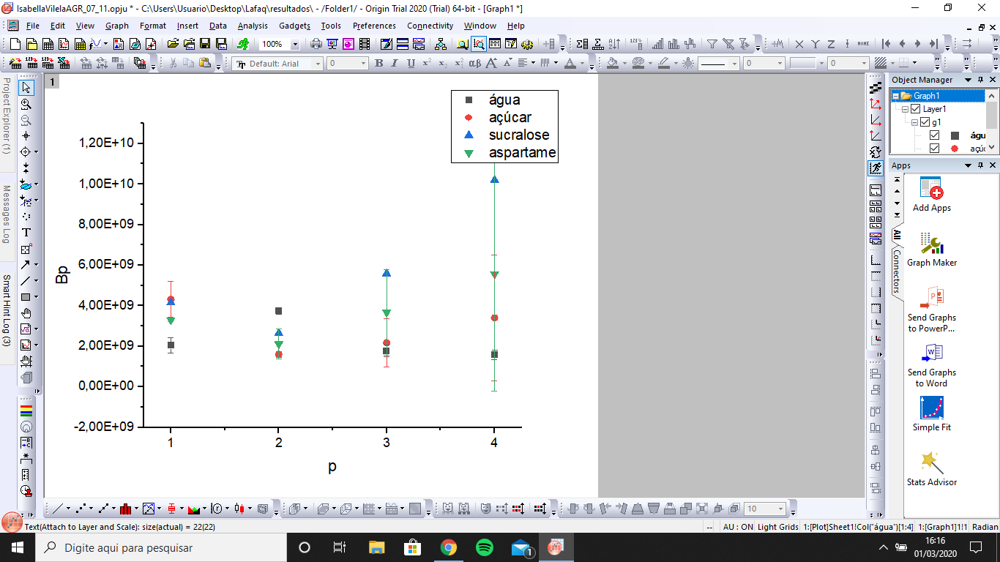 IsabellaVilelaAGR_07_11.opju * - C:\Users\Usuario\Desktop\Lafaq\resultados\ - /Folder1/ - Origin Trial 2020 (Trial) 64-bit - [Graph1 *]
File Edit View Graph Format Insert Data Analysis Gadgets Tools Preferences Connectivity Window Help
100%
HOME
Default: Arial 0 B I U αβ A A 0 0
Project Explorer (1)
Messages Log
Smart Hint Log (3)
1
água
açúcar
sucralose
aspartame
1,20E+10
1,00E+10
8,00E+09
6,00E+09
4,00E+09
2,00E+09
0,00E+00
-2,00E+09
Bp
1 2 3 4
p
Object Manager
Graph1
Layer1
g1
águ
açúc
Apps
All
Connectors
Add Apps
Graph Maker
Send Graphs
to PowerP...
Send Graphs
to Word
Simple Fit
Stats Advisor
10
Text(Attach to Layer and Scale): size(actual) = 22(22)
-- AU : ON Light Grids 1:[Plot]Sheet1!Col("água")[1:4] 1:[Graph1]1!1 Radian
Digite aqui para pesquisar
1
16:16
01/03/2020